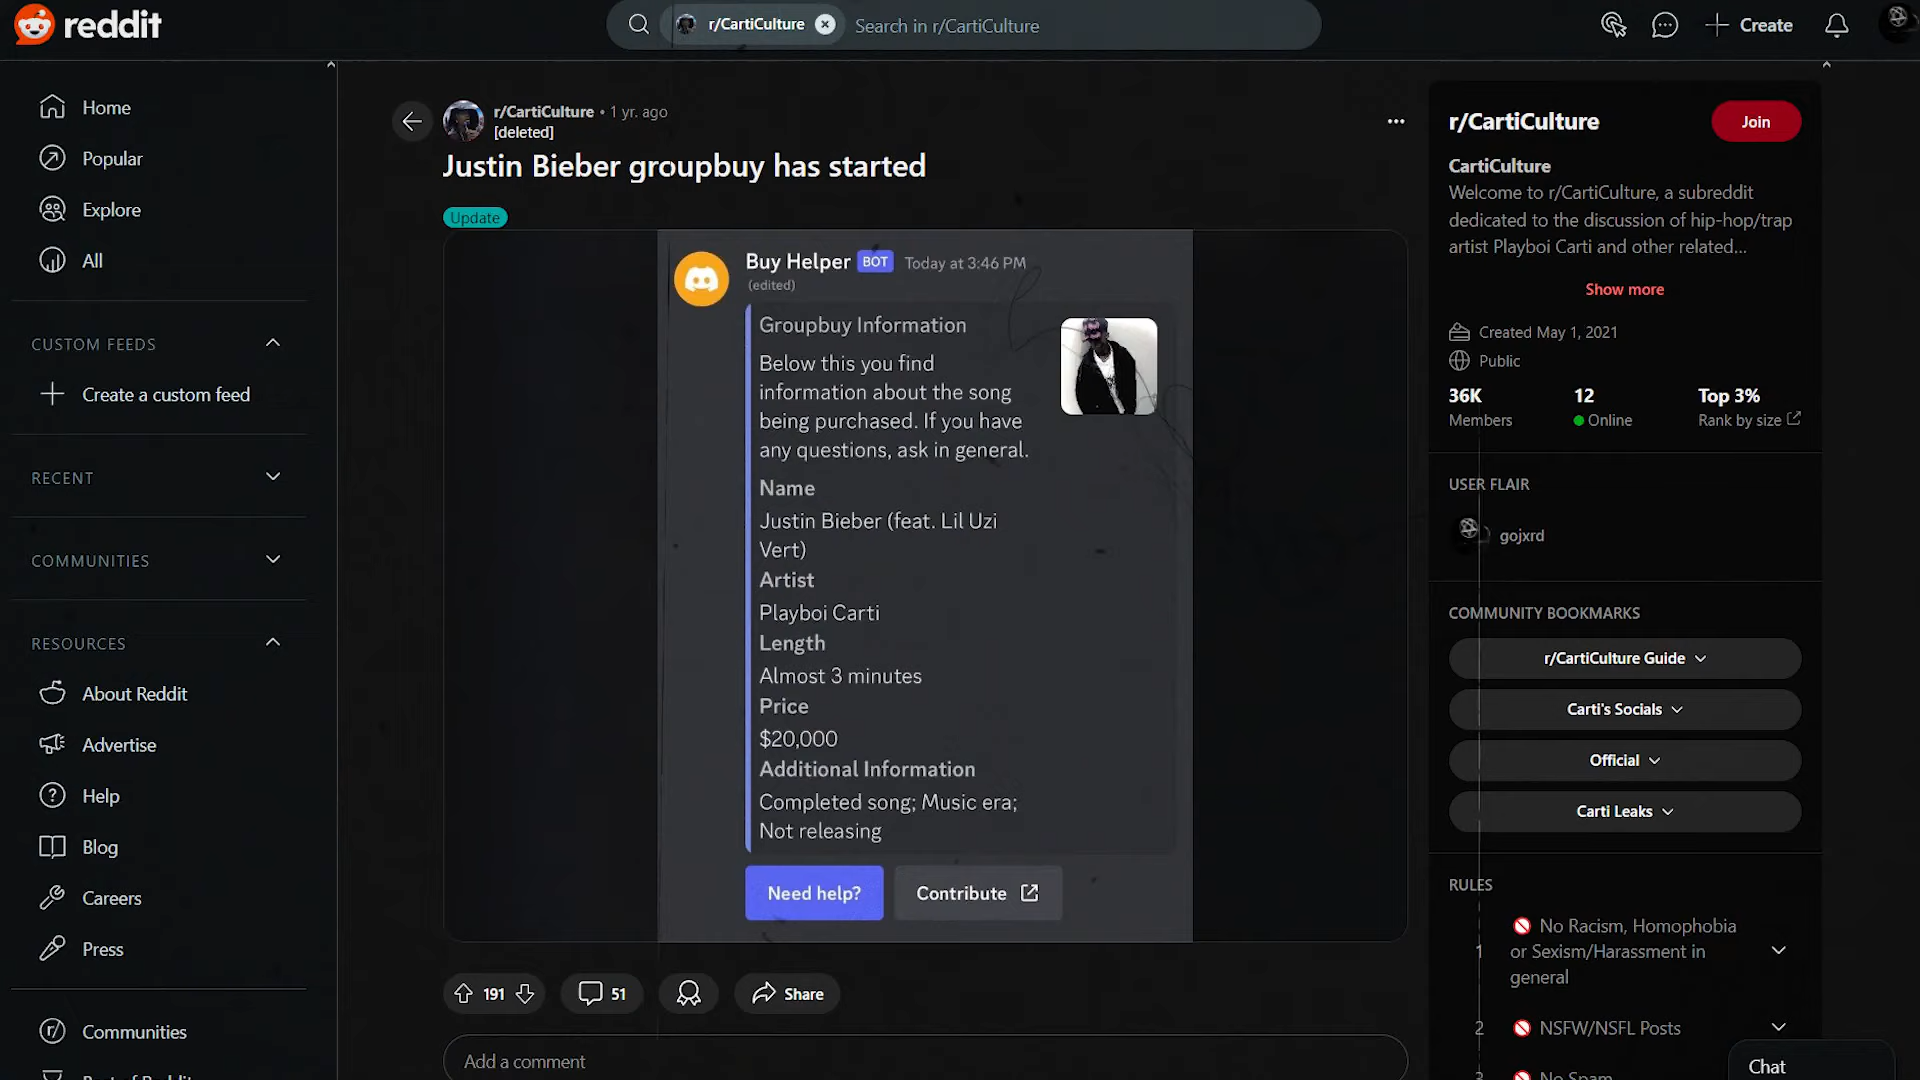 reddit
r/CartiCulture
Search in r/CartiCulture
Create
Home
Popular
Explore
All
CUSTOM FEEDS
Create a custom feed
RECENT
COMMUNITIES
RESOURCES
About Reddit
Advertise
Help
Blog
Careers
Press
Communities
r/CartiCulture • 1 yr. ago
[deleted]
Justin Bieber groupbuy has started
Update
Buy Helper BOT Today at 3:46 PM
(edited)
Groupbuy Information
Below this you find
information about the song
being purchased. If you have
any questions, ask in general.
Name
Justin Bieber (feat. Lil Uzi
Vert)
Artist
Playboi Carti
Length
Almost 3 minutes
Price
$20,000
Additional Information
Completed song; Music era;
Not releasing
Need help?
Contribute
191
51
Share
Add a comment
r/CartiCulture
Join
CartiCulture
Welcome to r/CartiCulture, a subreddit
dedicated to the discussion of hip-hop/trap
artist Playboi Carti and other related...
Show more
Created May 1, 2021
Public
36K 12 Top 3%
Members Online Rank by size
USER FLAIR
gojxrd
COMMUNITY BOOKMARKS
r/CartiCulture Guide
Carti's Socials
Official
Carti Leaks
RULES
No Racism, Homophobia
1 or Sexism/Harassment in
general
2 NSFW/NSFL Posts
3 No Spam
Chat